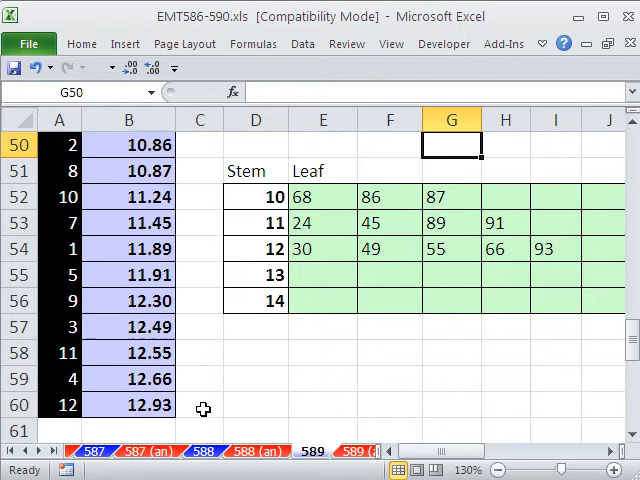 EMT586-590.xls [Compatibility Mode] - Microsoft Excel
File Home Insert Formulas Data Review Developer Add-Ins
G50 fx
A B C D E F G H I J
50 2 10.86
51 8 10.87 Stem Leaf
52 10 11.24 10 68 86 87
53 7 11.45 11 24 45 89 91
54 1 11.89 12 30 49 55 66 93
55 5 11.91 13
56 9 12.30 14
57 3 12.49
58 11 12.55
59 4 12.66
60 12 12.93
61
587 587 (an) 588 588 (an) 589 589 (an
Ready 130%